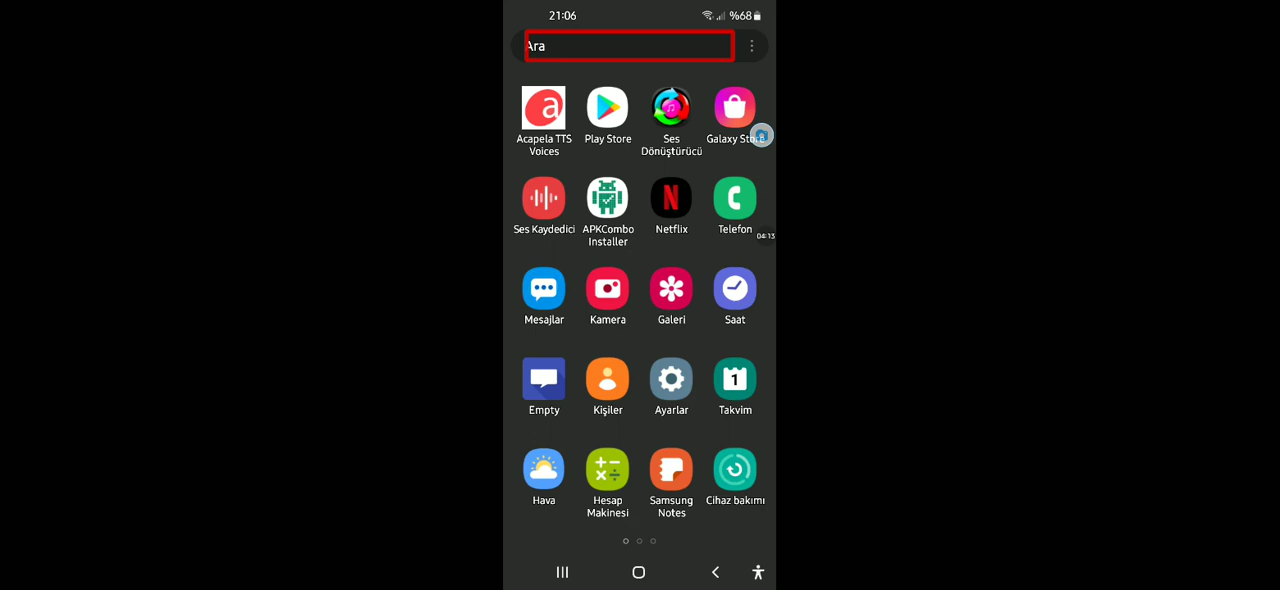 21:06 %68
Ara
Acapela TTS Voices
Play Store
Ses Dönüştürücü
Galaxy Store
Ses Kaydedici
APKCombo Installer
Netflix
Telefon
04:13
Mesajlar
Kamera
Galeri
Saat
Empty
Kişiler
Ayarlar
1
Takvim
Hava
Hesap Makinesi
Samsung Notes
Cihaz bakımı